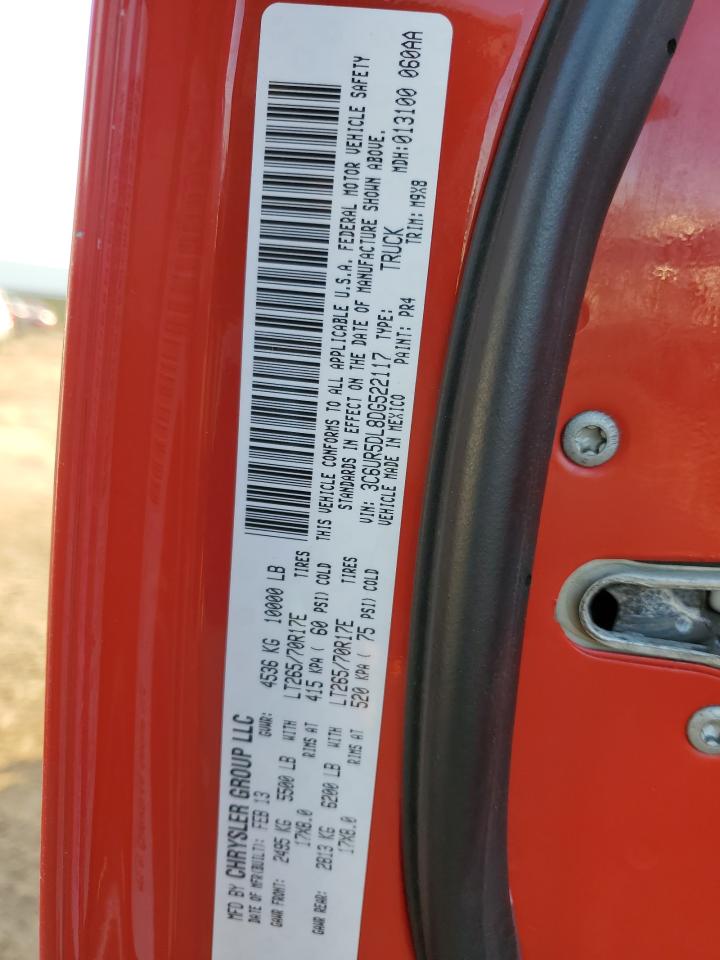 MFD BY CHRYSLER GROUP LLC
DATE OF MFR(BUILT): FEB 13 GVWR: 4536 KG 10000 LB
GAWR FRONT: 2495 KG 5500 LB WITH LT265/70R17E TIRES
17X8.0 RIMS AT 415 KPA( 60 PSI) COLD
GAWR REAR: 2813 KG 6200 LB WITH LT265/70R17E TIRES
17X8.0 RIMS AT 520 KPA( 75 PSI) COLD
THIS VEHICLE CONFORMS TO ALL APPLICABLE U.S.A. FEDERAL MOTOR VEHICLE SAFETY
STANDARDS IN EFFECT ON THE DATE OF MANUFACTURE SHOWN ABOVE.
VIN: 3C6UR5DL8DG522117 TYPE: TRUCK MDH:013100 060AA
VEHICLE MADE IN MEXICO PAINT: PR4 TRIM: M9X8